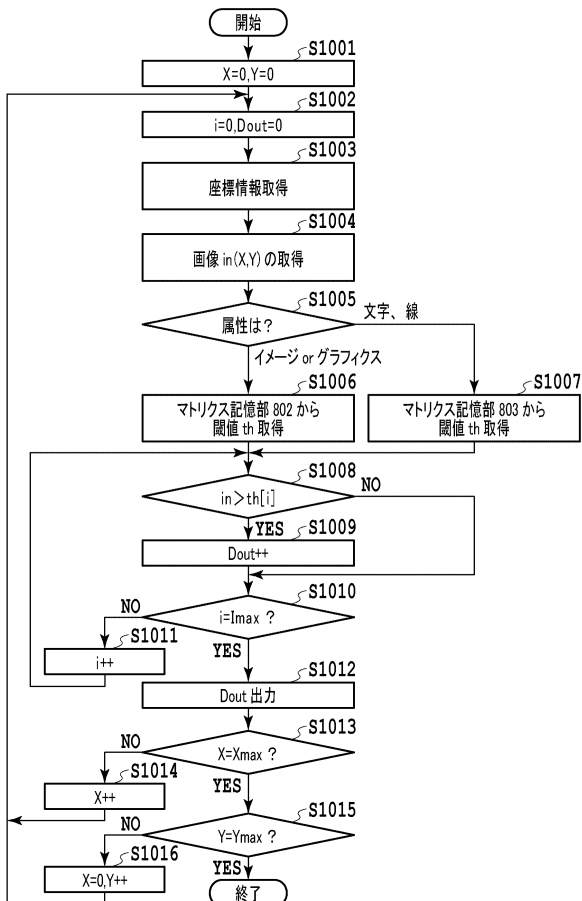 開始
S1001
X=0,Y=0
S1002
i=0,Dout=0
S1003
座標情報取得
S1004
画像 in(X,Y) の取得
S1005
属性は？
文字、線
イメージ or グラフィクス
S1006
マトリクス記憶部 802 から
閾値 th 取得
S1007
マトリクス記憶部 803 から
閾値 th 取得
S1008
in＞th[i]
NO
YES
S1009
Dout++
S1010
i=Imax ？
NO
S1011
i++
YES
S1012
Dout 出力
S1013
X=Xmax ？
NO
S1014
X++
YES
S1015
Y=Ymax ？
NO
S1016
X=0,Y++
YES
終了